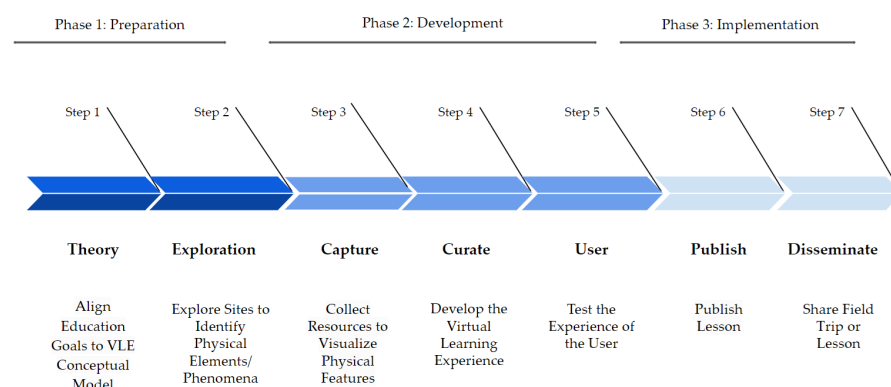 Phase 1: Preparation
Phase 2: Development
Phase 3: Implementation
Step 1
Step 2
Step 3
Step 4
Step 5
Step 6
Step 7
Theory
Exploration
Capture
Curate
User
Publish
Disseminate
Align
Education
Goals to VLE
Conceptual
Model
Explore Sites to
Identify
Physical
Elements/
Phenomena
Collect
Resources to
Visualize
Physical
Features
Develop the
Virtual
Learning
Experience
Test the
Experience of
the User
Publish
Lesson
Share Field
Trip or
Lesson